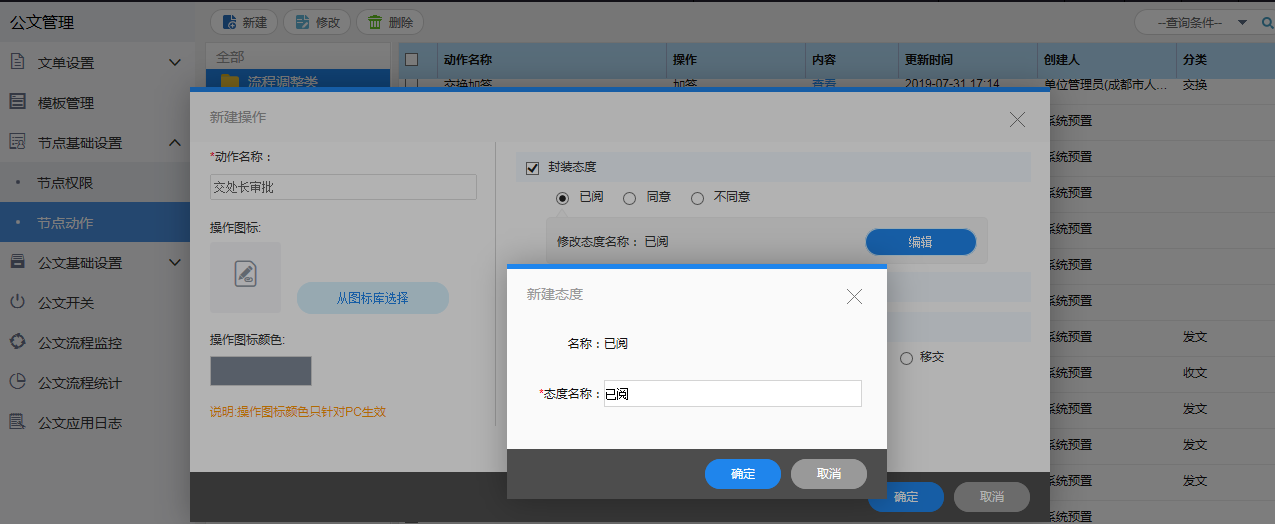 公文管理
新建
修改
删除
--查询条件--
文单设置
模板管理
节点基础设置
节点权限
节点动作
公文基础设置
公文开关
公文流程监控
公文流程统计
公文应用日志
全部
流程调整类
动作名称 操作 内容 更新时间 创建人 分类
交换加签 加签 查看 2019-07-31 17:14 单位管理员(成都市人... 交换
系统预置
系统预置
系统预置
系统预置
系统预置
系统预置
系统预置 发文
系统预置 收文
系统预置 发文
系统预置 发文
系统预置 发文
系统预置
新建操作
*动作名称：
交处长审批
操作图标:
从图标库选择
操作图标颜色:
说明:操作图标颜色只针对PC生效
封装态度
已阅 同意 不同意
修改态度名称： 已阅
编辑
移交
确定
取消
新建态度
名称：已阅
*态度名称：已阅
确定
取消